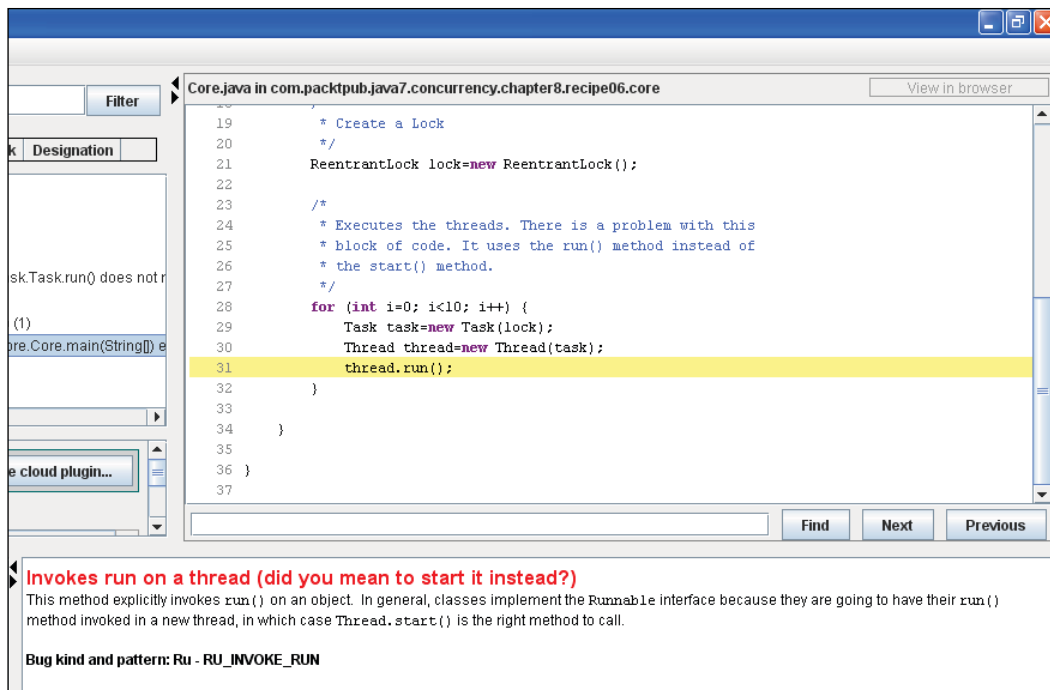 Filter
k Designation
sk.Task.run() does not r
(1)
ore.Core.main(String[]) e
e cloud plugin...
Core.java in com.packtpub.java7.concurrency.chapter8.recipe06.core
View in browser
19 * Create a Lock
20 */
21 ReentrantLock lock=new ReentrantLock();
22
23 /*
24 * Executes the threads. There is a problem with this
25 * block of code. It uses the run() method instead of
26 * the start() method.
27 */
28 for (int i=0; i<10; i++) {
29 Task task=new Task(lock);
30 Thread thread=new Thread(task);
31 thread.run();
32 }
33
34 }
35
36 }
37
Find Next Previous
Invokes run on a thread (did you mean to start it instead?)
This method explicitly invokes run() on an object. In general, classes implement the Runnable interface because they are going to have their run()
method invoked in a new thread, in which case Thread.start() is the right method to call.
Bug kind and pattern: Ru - RU_INVOKE_RUN